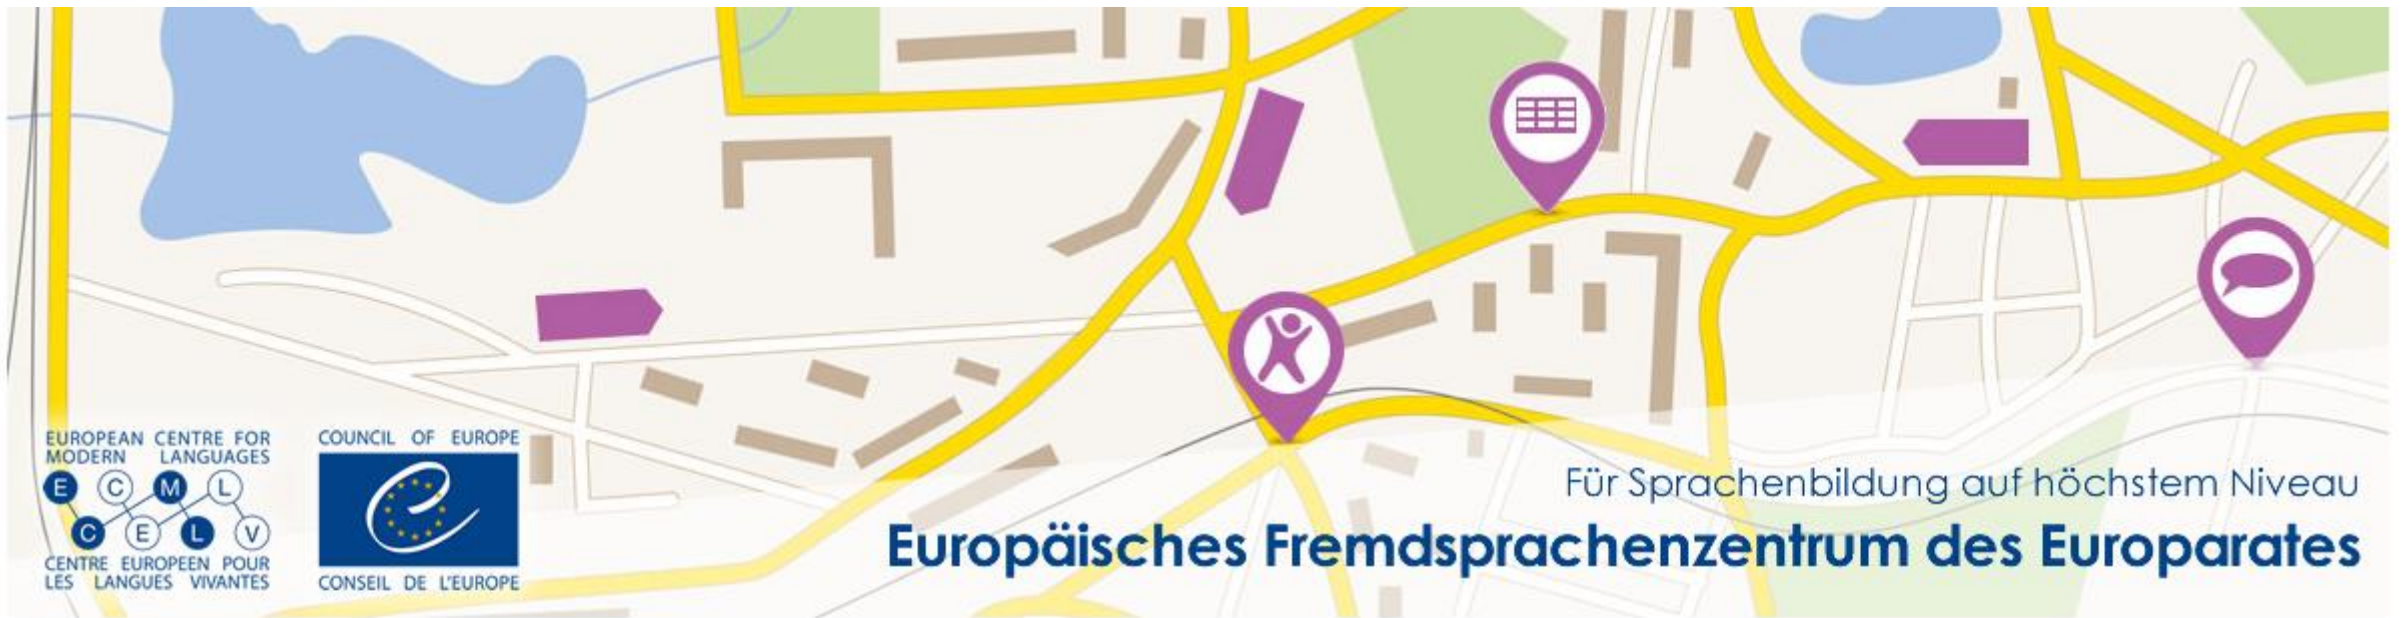 EUROPEAN CENTRE FOR
MODERN LANGUAGES
E C M L
C E L V
CENTRE EUROPEEN POUR
LES LANGUES VIVANTES
COUNCIL OF EUROPE
CONSEIL DE L'EUROPE
Für Sprachenbildung auf höchstem Niveau
Europäisches Fremdsprachenzentrum des Europarates